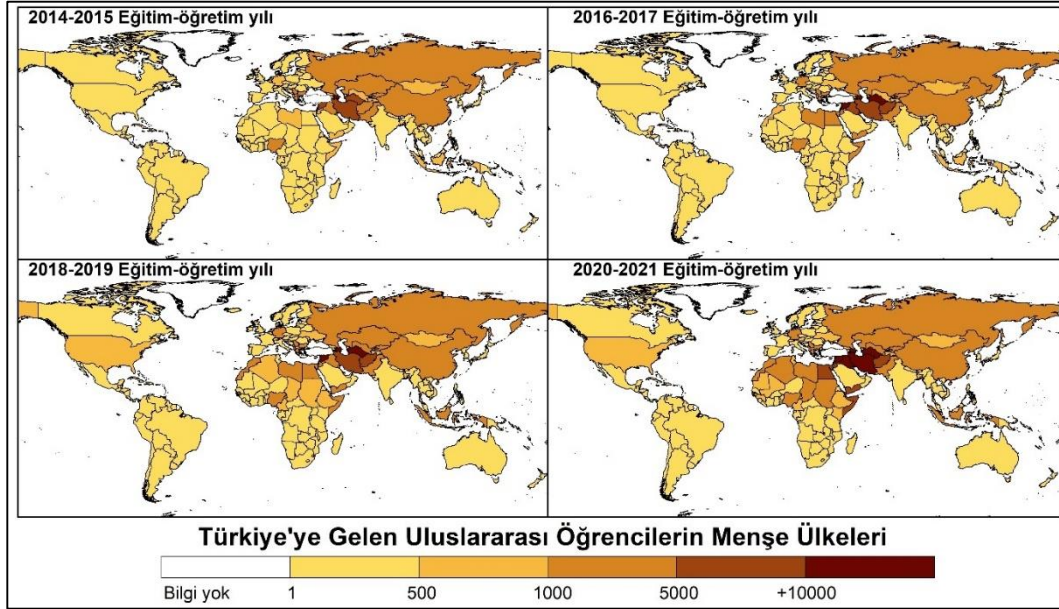 2014-2015 Eğitim-öğretim yılı
2016-2017 Eğitim-öğretim yılı
2018-2019 Eğitim-öğretim yılı
2020-2021 Eğitim-öğretim yılı
Türkiye'ye Gelen Uluslararası Öğrencilerin Menşe Ülkeleri
Bilgi yok 1 500 1000 5000 +10000